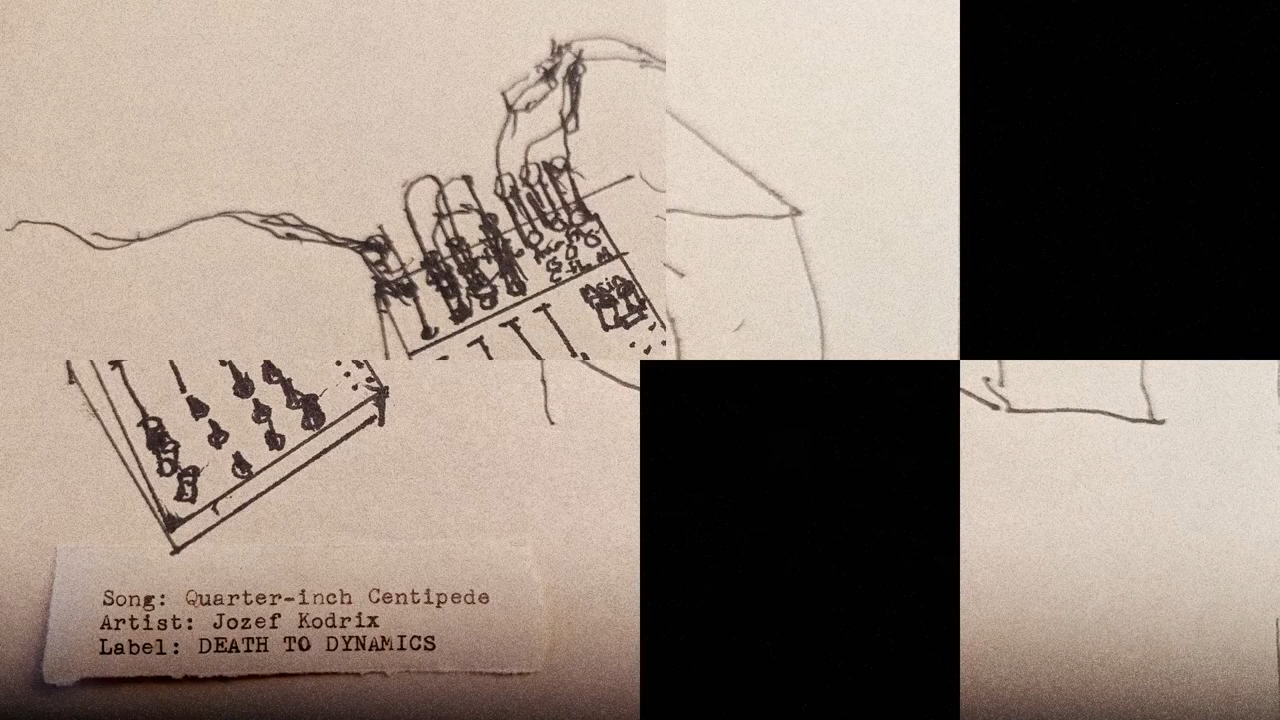 Song: Quarter-inch Centipede
Artist: Jozef Kodrix
Label: DEATH TO DYNAMICS